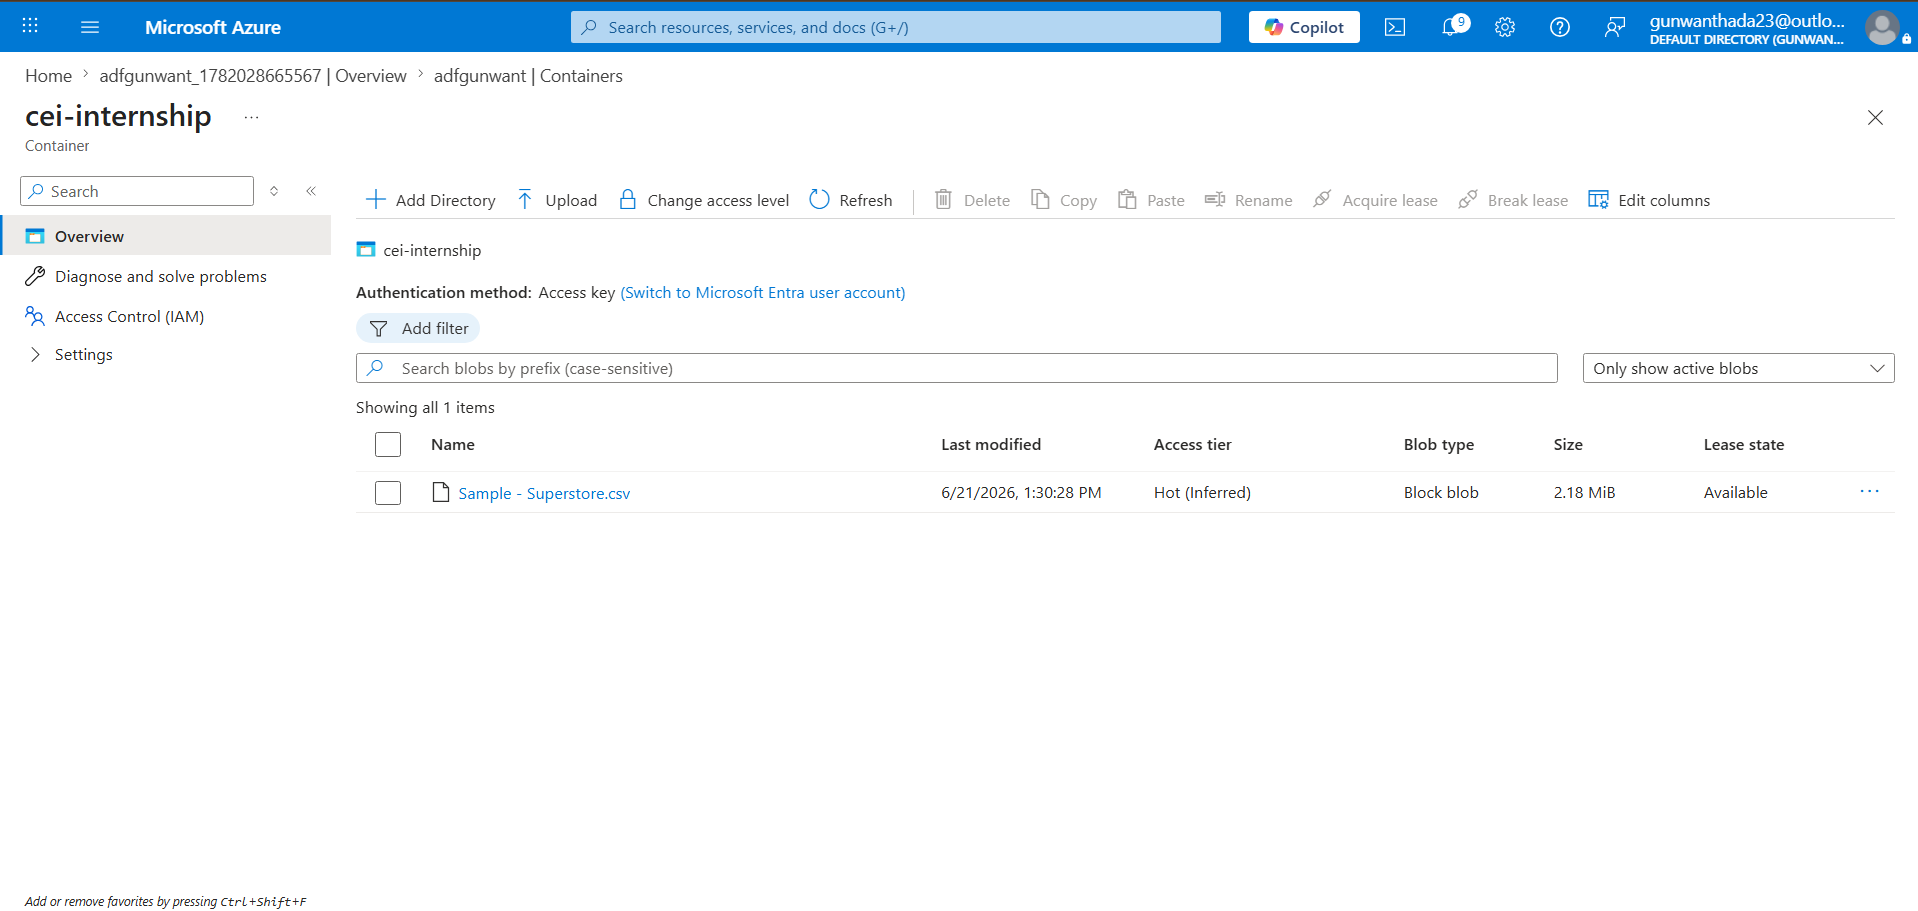 Microsoft Azure
Search resources, services, and docs (G+/)
Copilot
9
gunwanthada23@outlo...
DEFAULT DIRECTORY (GUNWAN...
Home > adfgunwant_1782028665567 | Overview > adfgunwant | Containers
cei-internship ...
Container
Search
Overview
Diagnose and solve problems
Access Control (IAM)
Settings
Add Directory Upload Change access level Refresh Delete Copy Paste Rename Acquire lease Break lease Edit columns
cei-internship
Authentication method: Access key (Switch to Microsoft Entra user account)
Add filter
Search blobs by prefix (case-sensitive)
Only show active blobs
Showing all 1 items
Name Last modified Access tier Blob type Size Lease state
Sample - Superstore.csv 6/21/2026, 1:30:28 PM Hot (Inferred) Block blob 2.18 MiB Available ...
Add or remove favorites by pressing Ctrl+Shift+F